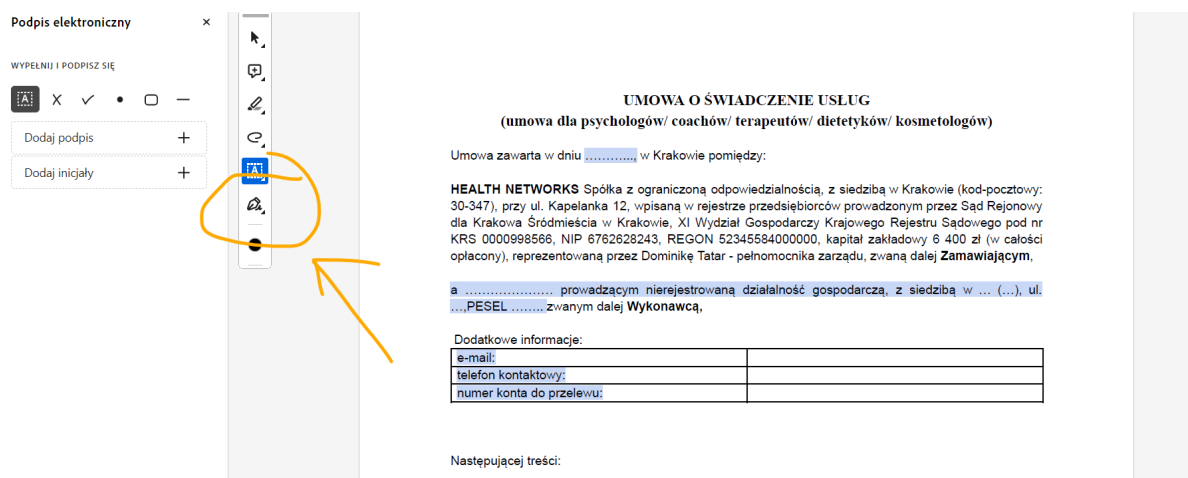 Podpis elektroniczny
WYPEŁNIJ I PODPISZ SIĘ
Dodaj podpis
Dodaj inicjały
UMOWA O ŚWIADCZENIE USŁUG
(umowa dla psychologów/ coachów/ terapeutów/ dietetyków/ kosmetologów)
Umowa zawarta w dniu ………..., w Krakowie pomiędzy:
HEALTH NETWORKS Spółka z ograniczoną odpowiedzialnością, z siedzibą w Krakowie (kod-pocztowy:
30-347), przy ul. Kapelanka 12, wpisaną w rejestrze przedsiębiorców prowadzonym przez Sąd Rejonowy
dla Krakowa Śródmieścia w Krakowie, XI Wydział Gospodarczy Krajowego Rejestru Sądowego pod nr
KRS 0000998566, NIP 6762628243, REGON 52345584000000, kapitał zakładowy 6 400 zł (w całości
opłacony), reprezentowaną przez Dominikę Tatar - pełnomocnika zarządu, zwaną dalej Zamawiającym,
a ………………… prowadzącym nierejestrowaną działalność gospodarczą, z siedzibą w … (…), ul.
…,PESEL …….. zwanym dalej Wykonawcą,
Dodatkowe informacje:
e-mail:
telefon kontaktowy:
numer konta do przelewu:
Następującej treści: